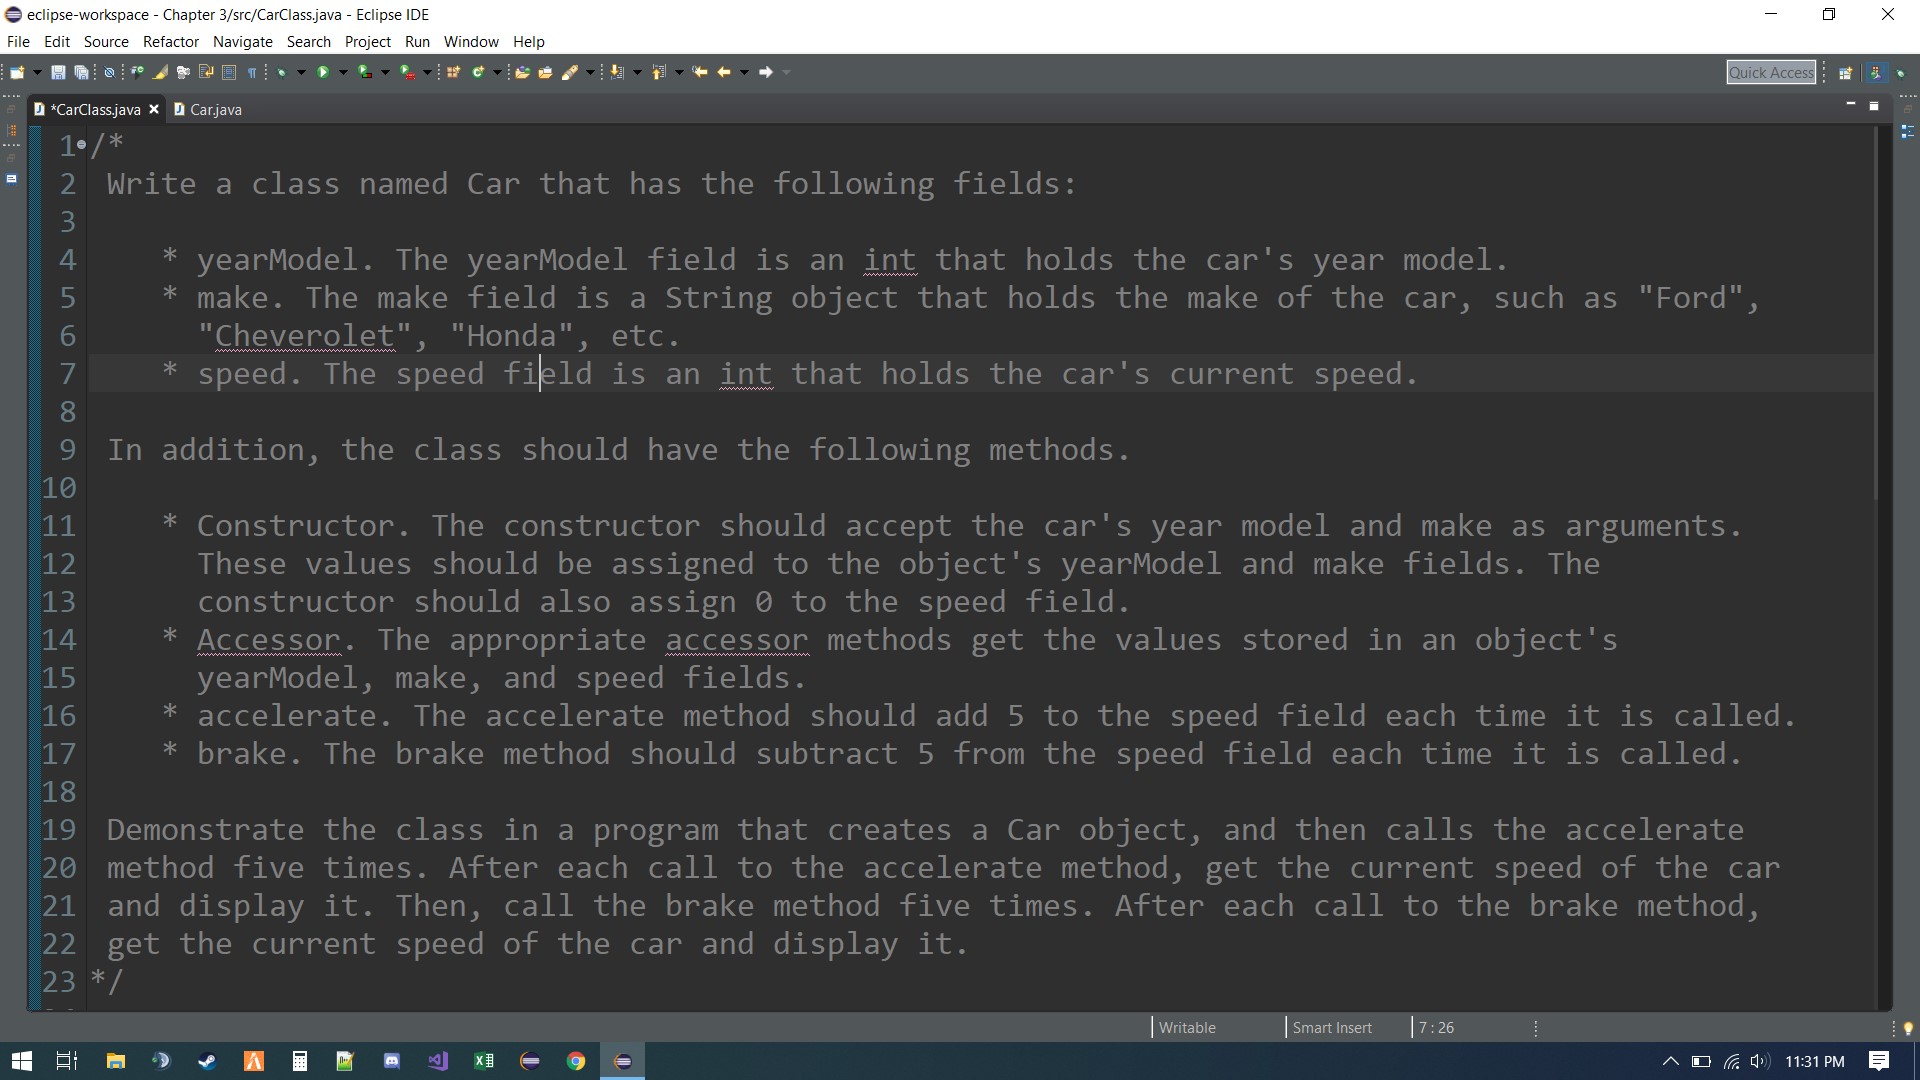 eclipse-workspace - Chapter 3/src/CarClass.java - Eclipse IDE
File Edit Source Refactor Navigate Search Project Run Window Help
Quick Access
*CarClass.java Car.java
1 /*
2 Write a class named Car that has the following fields:
3
4 * yearModel. The yearModel field is an int that holds the car's year model.
5 * make. The make field is a String object that holds the make of the car, such as "Ford",
6 "Cheverolet", "Honda", etc.
7 * speed. The speed field is an int that holds the car's current speed.
8
9 In addition, the class should have the following methods.
10
11 * Constructor. The constructor should accept the car's year model and make as arguments.
12 These values should be assigned to the object's yearModel and make fields. The
13 constructor should also assign 0 to the speed field.
14 * Accessor. The appropriate accessor methods get the values stored in an object's
15 yearModel, make, and speed fields.
16 * accelerate. The accelerate method should add 5 to the speed field each time it is called.
17 * brake. The brake method should subtract 5 from the speed field each time it is called.
18
19 Demonstrate the class in a program that creates a Car object, and then calls the accelerate
20 method five times. After each call to the accelerate method, get the current speed of the car
21 and display it. Then, call the brake method five times. After each call to the brake method,
22 get the current speed of the car and display it.
23 */
Writable Smart Insert 7 : 26
11:31 PM